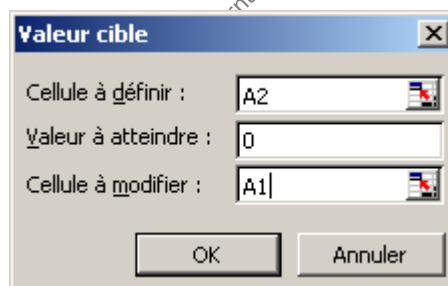 Valeur cible
Cellule à définir :
A2
Valeur à atteindre :
0
Cellule à modifier :
A1
OK
Annuler